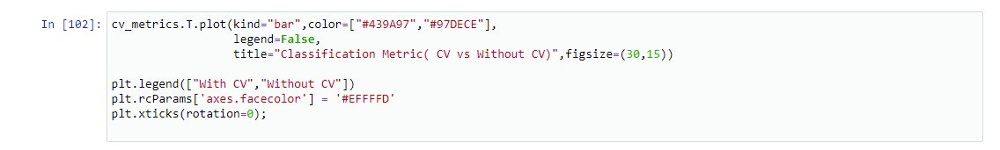 In [102]: cv_metrics.T.plot(kind="bar",color=["#439A97","#97DECE"],
legend=False,
title="Classification Metric( CV vs Without CV)",figsize=(30,15))
plt.legend(["With CV","Without CV"])
plt.rcParams['axes.facecolor'] = '#EFFFFD'
plt.xticks(rotation=0);